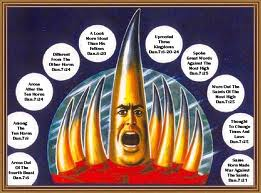 Arises Out Of
The fourth Beast
Dan.7:8
Among
The Ten Horns
Dan.7:8
Arose
After The
Ten Horns
Dan.7:24
Different
From The
Other Horns
Dan.7:24
A Look
More Stout
Than His
Fellows
Dan.7:20
Uprooted
Three
Kingdoms
Dan.7:8-20-24
Spoke
Great Words
Against The
Most High
Dan.7:25
Wore Out The
Saints Of The
Most High
Dan.7:25
Thought
To Change
Times And
Laws
Dan.7:25
Same
Horn Made
War Against
The Saints
Dan.7:21